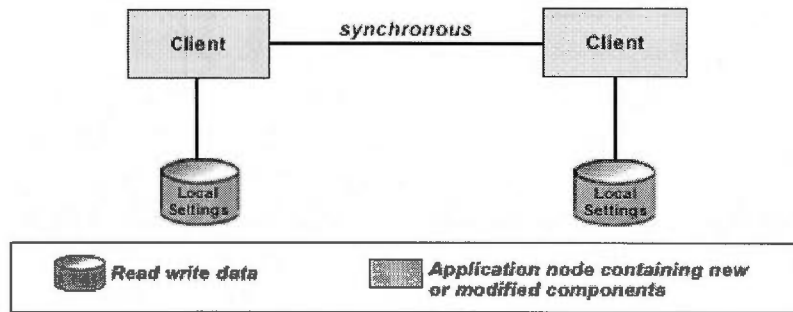 Client
synchronous
Client
Local
Settings
Local
Settings
Read write data
Application node containing new
or modified components